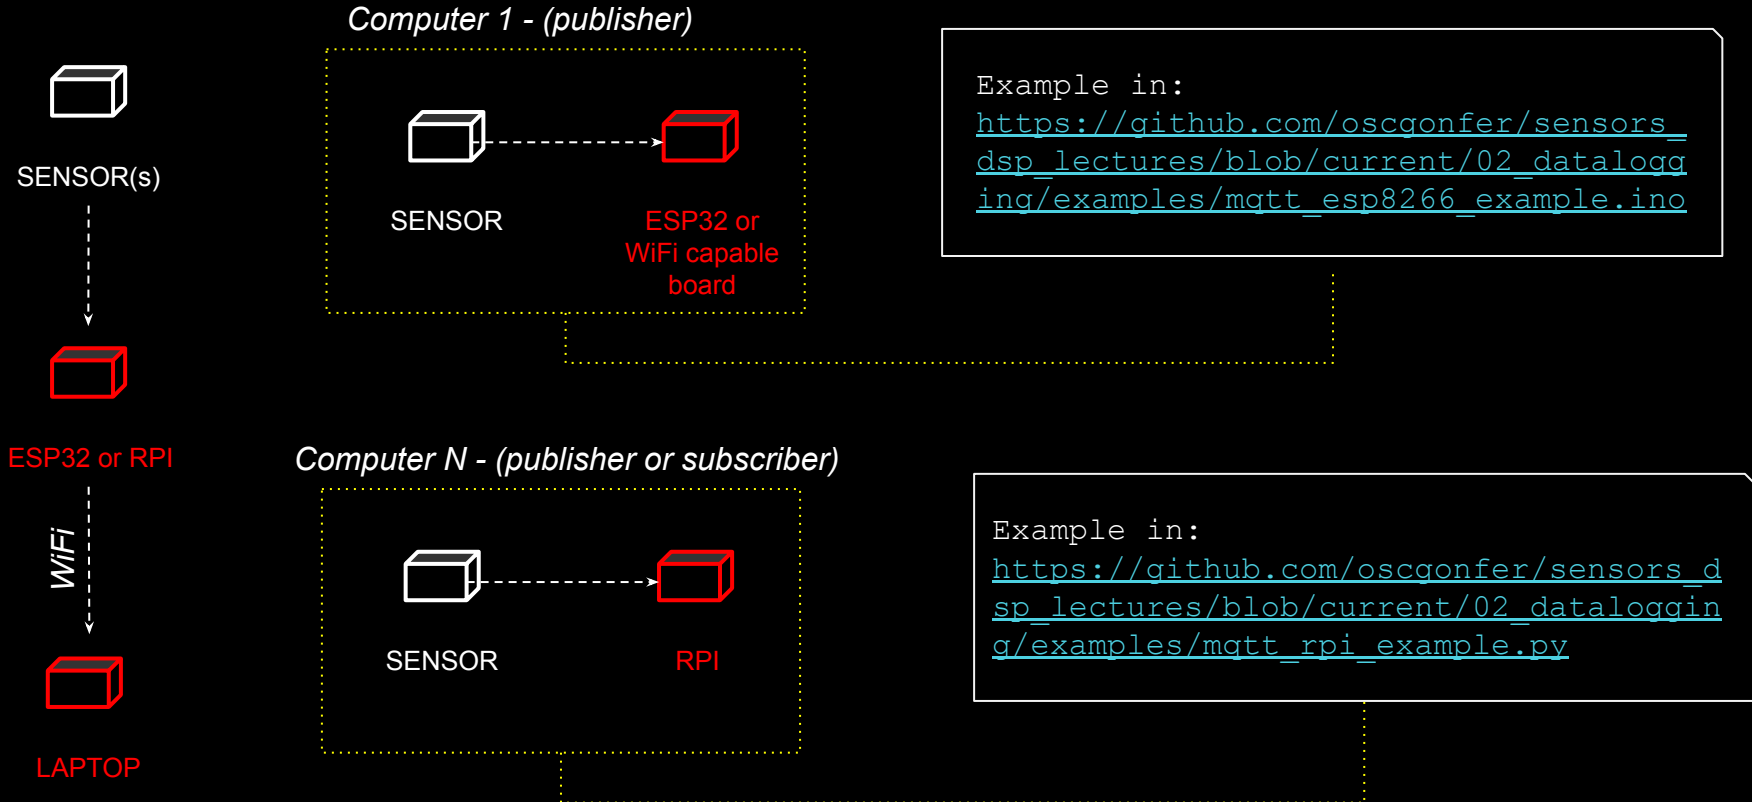 SENSOR(s)
ESP32 or RPI
WiFi
LAPTOP
Computer 1 - (publisher)
SENSOR
ESP32 or
WiFi capable
board
Example in:
https://github.com/oscgonfer/sensors_
dsp_lectures/blob/current/02_datalogg
ing/examples/mqtt_esp8266_example.ino
Computer N - (publisher or subscriber)
SENSOR
RPI
Example in:
https://github.com/oscgonfer/sensors_d
sp_lectures/blob/current/02_dataloggin
g/examples/mqtt_rpi_example.py